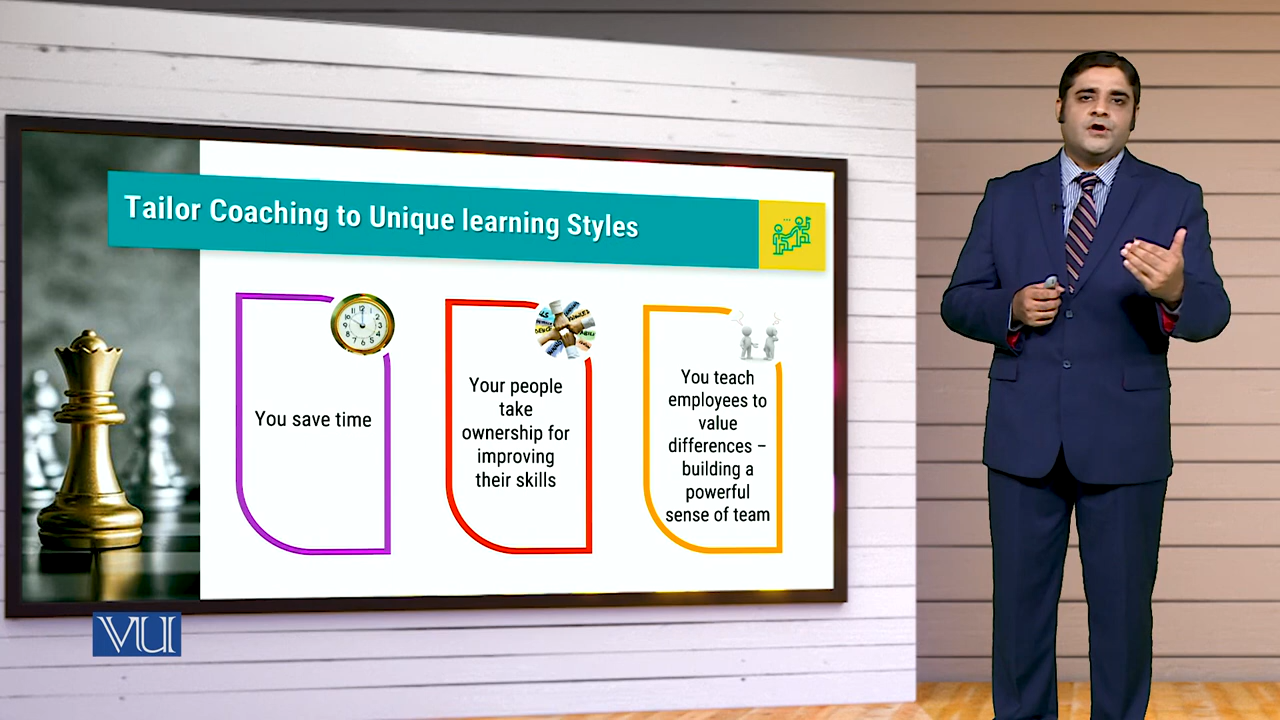 Tailor Coaching to Unique learning Styles
You save time
Your people
take
ownership for
improving
their skills
You teach
employees to
value
differences –
building a
powerful
sense of team
VU